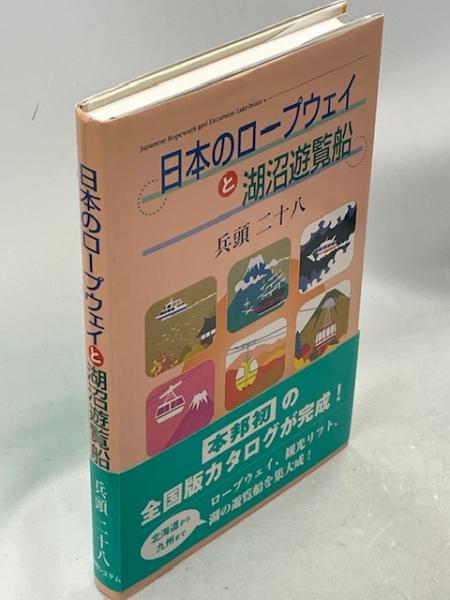 Japanese Ropeways and Excursion Lake-boats
日本のロープウェイ
と湖沼遊覧船
兵頭 二十八
本邦初の
全国版カタログが完成!
北海道から
九州まで
ロープウェイ、観光リフト、
湖の遊覧船を集大成!
日本のロープウェイと湖沼遊覧船
兵頭 二十八
システム